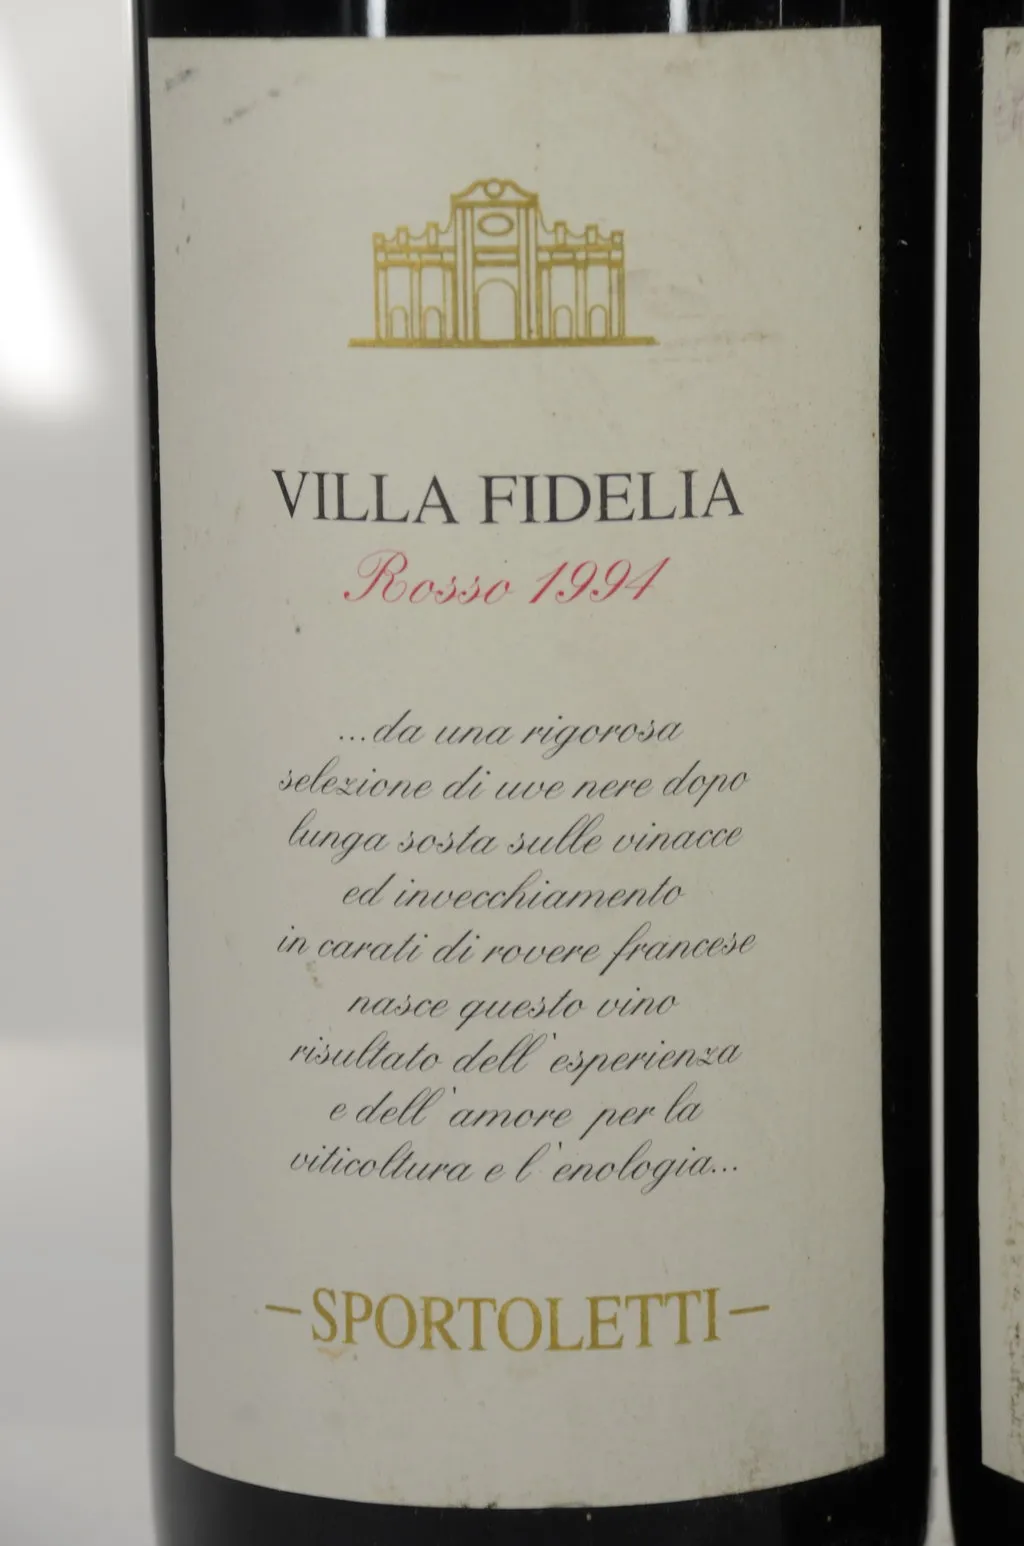 VILLA FIDELIA
Rosso 1994
...da una rigorosa
selezione di uve nere dopo
lunga sosta sulle vinacce
ed invecchiamento
in carati di rovere francese
nasce questo vino
risultato dell'esperienza
e dell'amore per la
viticoltura e l'enologia...
–SPORTOLETTI–